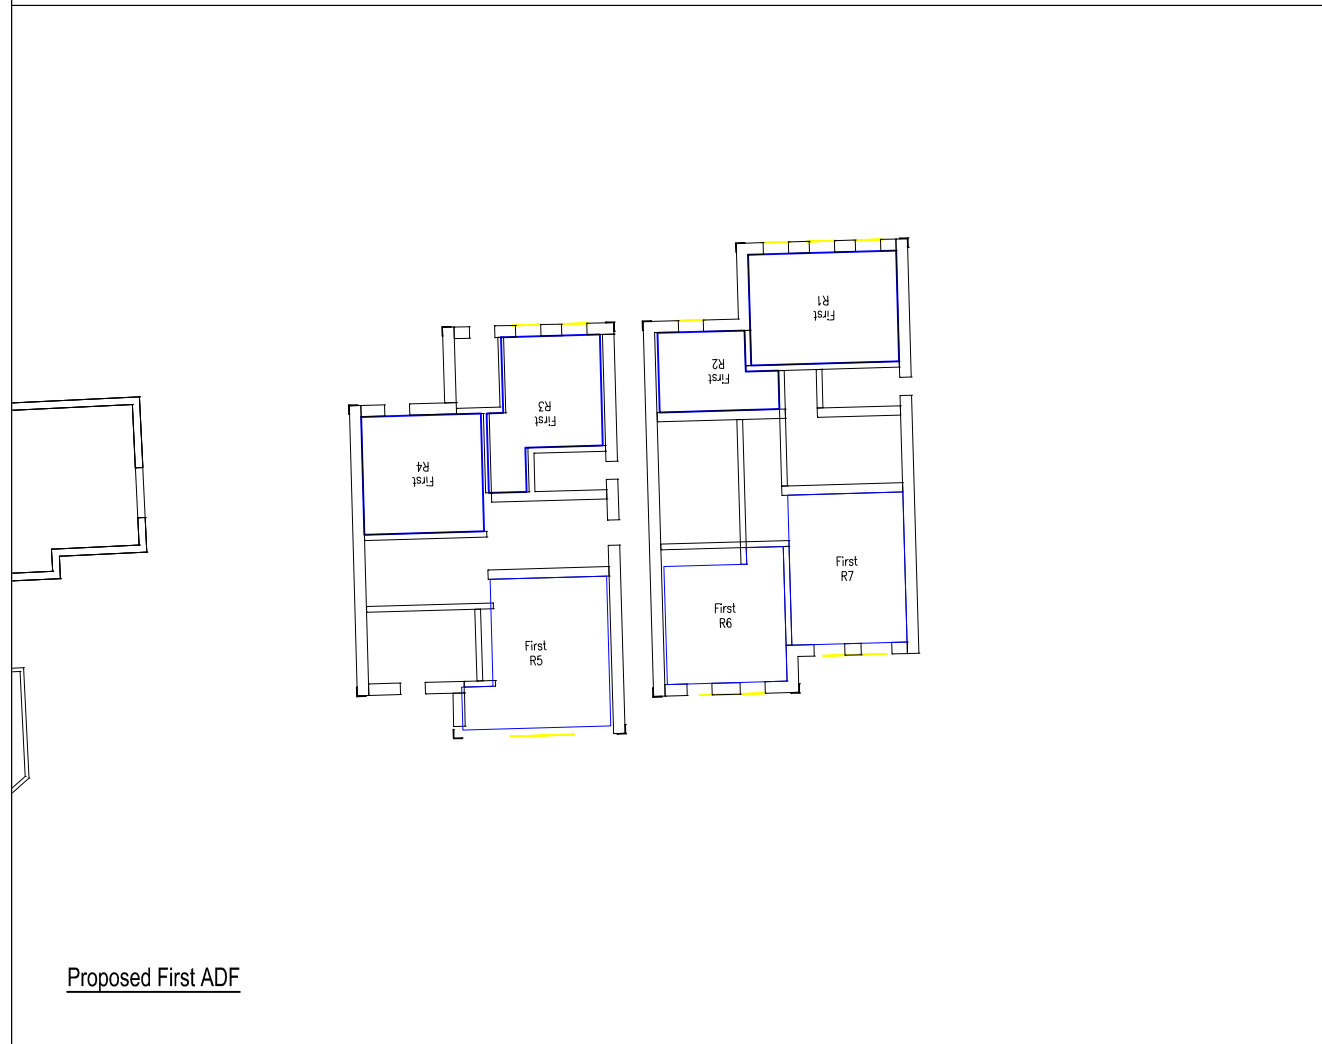 R1
First
R2
First
R3
First
R4
First
First
R7
First
R6
First
R5
Proposed First ADF